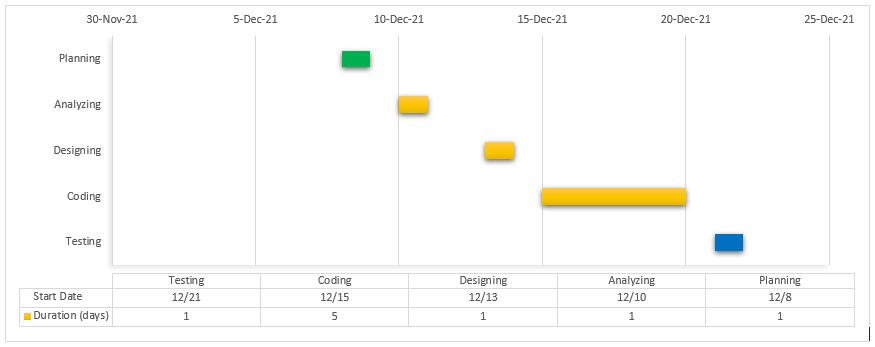 30-Nov-21 5-Dec-21 10-Dec-21 15-Dec-21 20-Dec-21 25-Dec-21
Planning
Analyzing
Designing
Coding
Testing
Testing Coding Designing Analyzing Planning
Start Date 12/21 12/15 12/13 12/10 12/8
Duration (days) 1 5 1 1 1